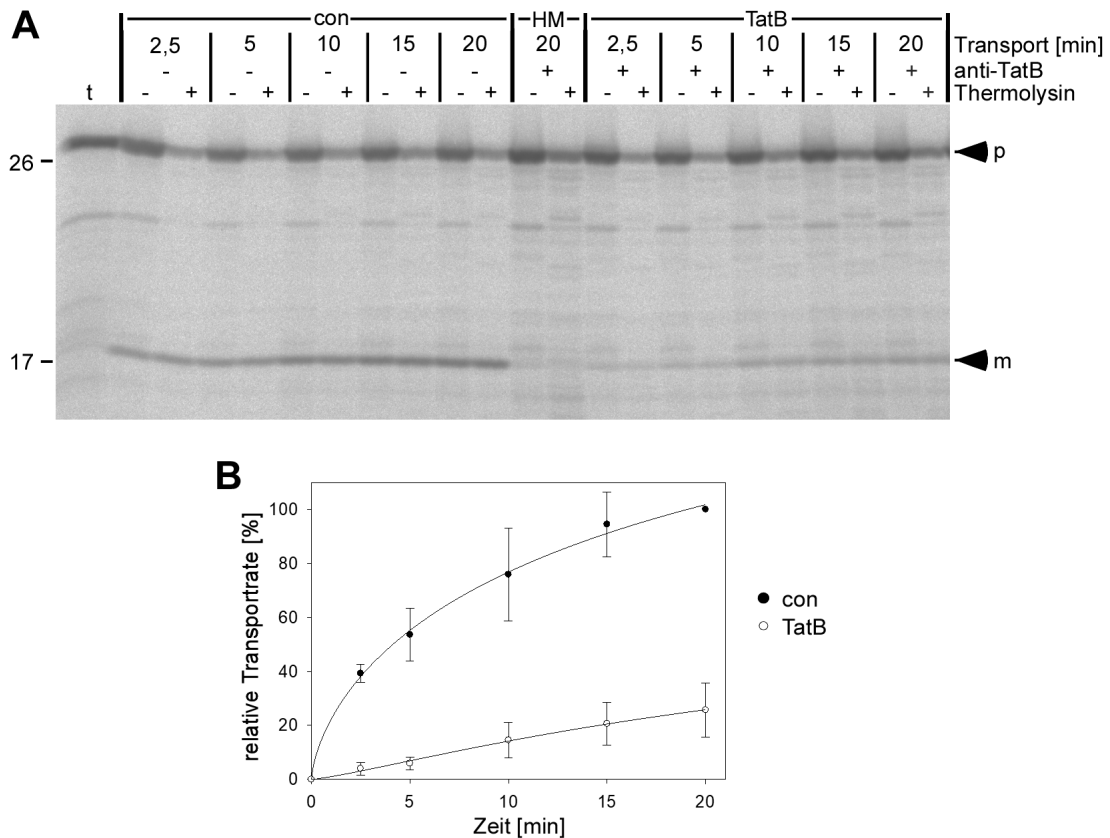 A
con HM TatB
2,5 5 10 15 20 20 2,5 5 10 15 20 Transport [min]
- - - - - + + + + + + anti-TatB
t - + - + - + - + - + - + - + - + - + - + - + Thermolysin
26 p
17 m
B
relative Transportrate [%]
100
80
60
40
20
0
0 5 10 15 20
Zeit [min]
con
TatB